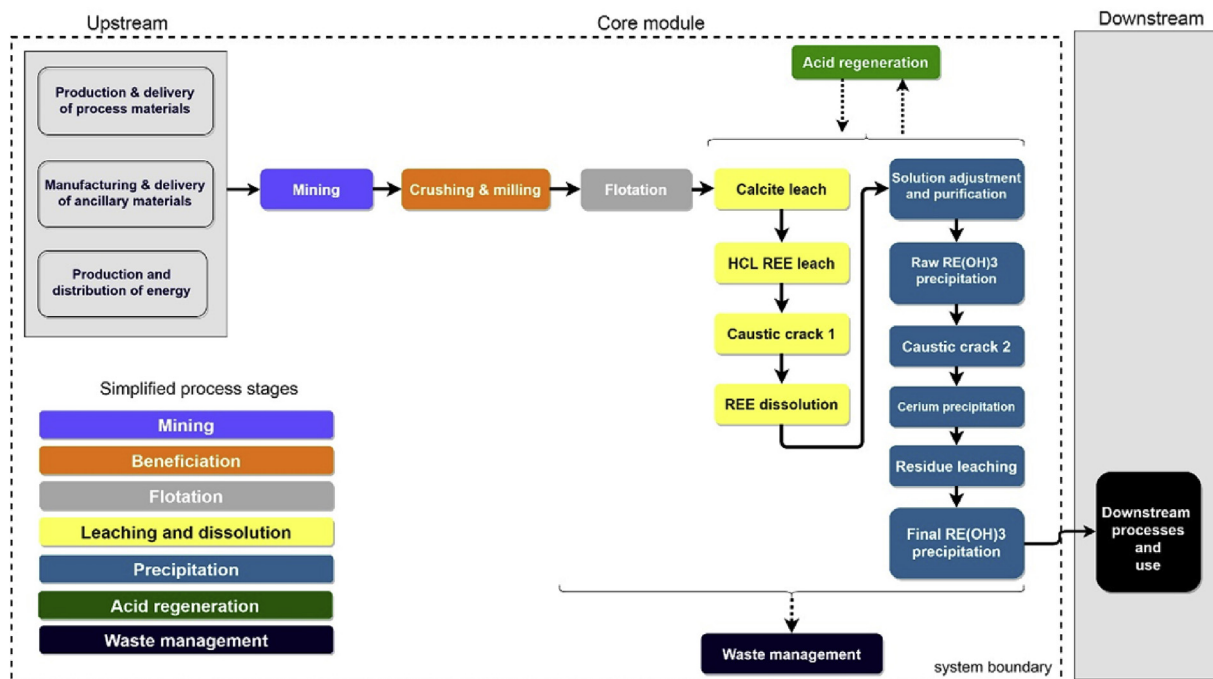 Upstream
Core module
Downstream
Production & delivery
of process materials
Manufacturing & delivery
of ancillary materials
Production and
distribution of energy
Mining
Crushing & milling
Flotation
Acid regeneration
Calcite leach
HCL REE leach
Caustic crack 1
REE dissolution
Solution adjustment
and purification
Raw RE(OH)3
precipitation
Caustic crack 2
Cerium precipitation
Residue leaching
Final RE(OH)3
precipitation
Downstream
processes
and
use
Simplified process stages
Mining
Beneficiation
Flotation
Leaching and dissolution
Precipitation
Acid regeneration
Waste management
Waste management
system boundary